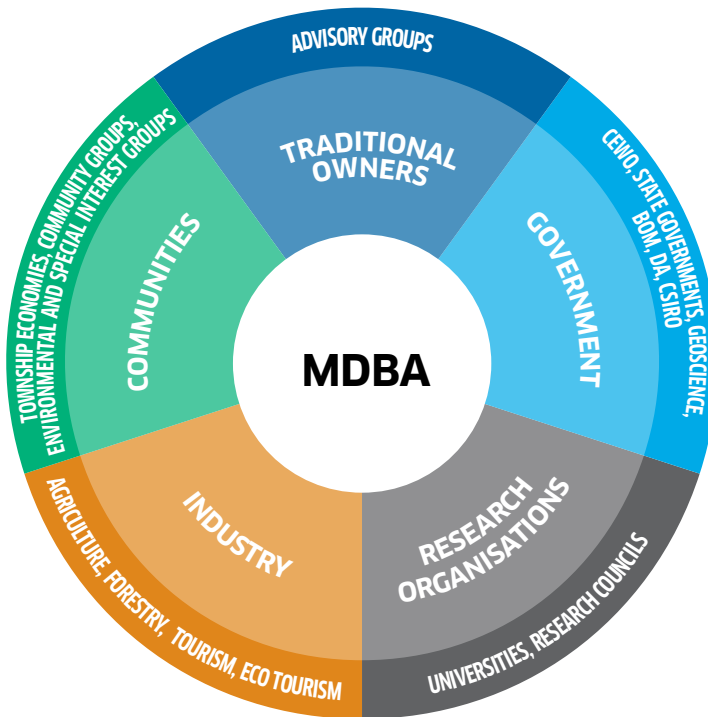 ADVISORY GROUPS
TRADITIONAL
OWNERS
CEWO, STATE GOVERNMENTS, GEOSCIENCE,
BOM, DA, CSIRO
GOVERNMENT
TOWNSHIP ECONOMIES, COMMUNITY GROUPS,
ENVIRONMENTAL AND SPECIAL INTEREST GROUPS
COMMUNITIES
MDBA
INDUSTRY
AGRICULTURE, FORESTRY, TOURISM, ECO TOURISM
RESEARCH
ORGANISATIONS
UNIVERSITIES, RESEARCH COUNCILS